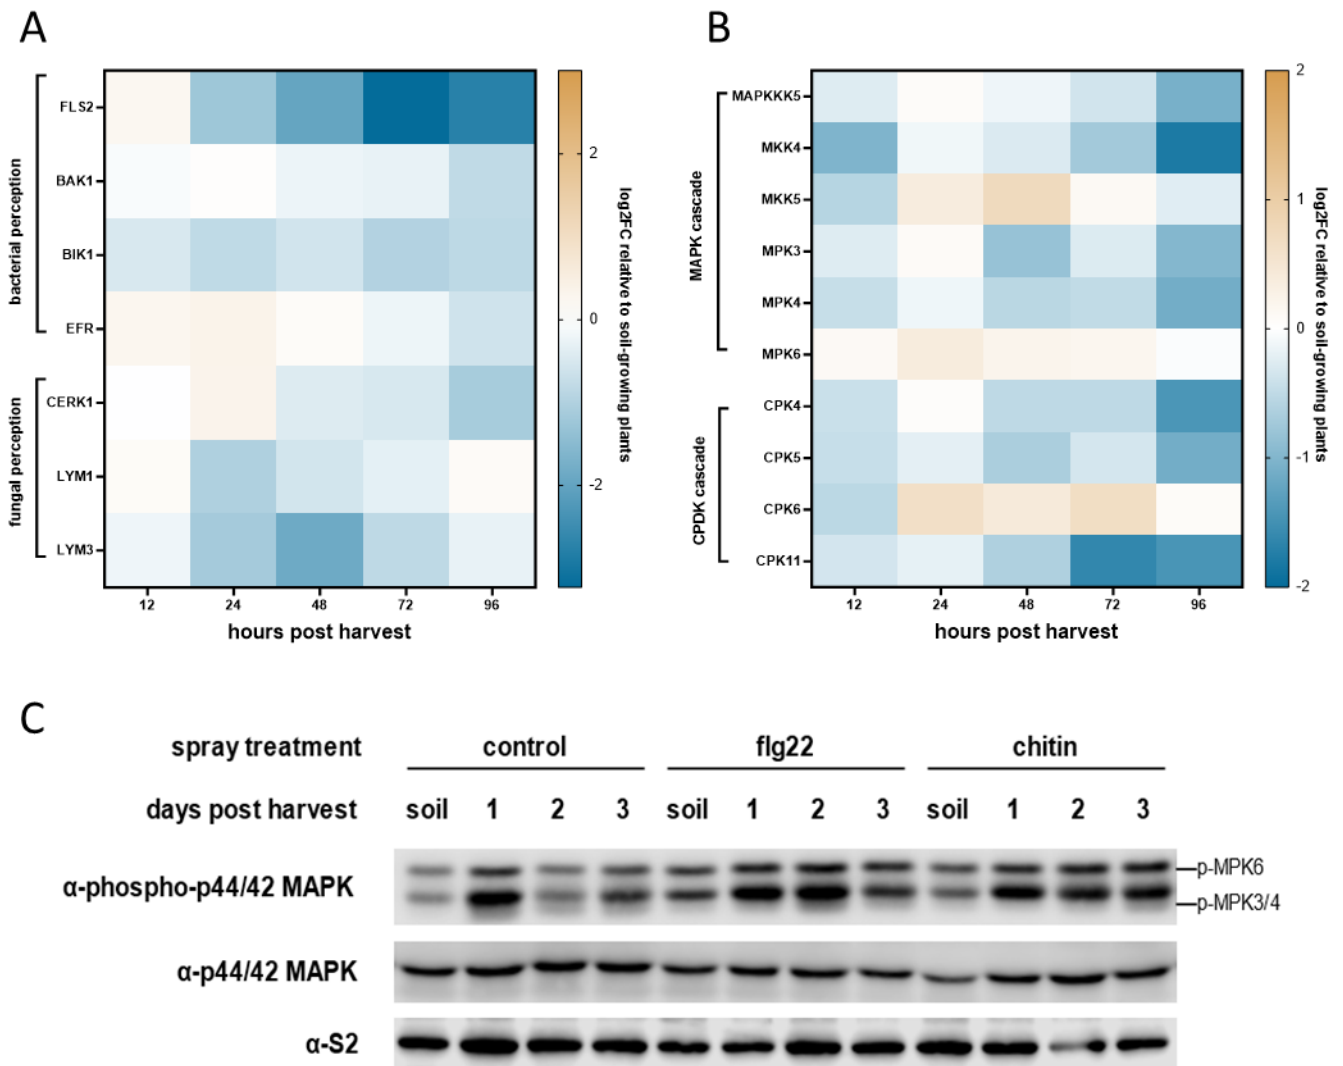 A
bacterial perception
fungal perception
FLS2
BAK1
BIK1
EFR
CERK1
LYM1
LYM3
12 24 48 72 96
hours post harvest
2
0
-2
log2FC relative to soil-growing plants
B
MAPK cascade
CPDK cascade
MAPKKK5
MKK4
MKK5
MPK3
MPK4
MPK6
CPK4
CPK5
CPK6
CPK11
12 24 48 72 96
hours post harvest
2
1
0
-1
-2
log2FC relative to soil-growing plants
C
spray treatment control flg22 chitin
days post harvest soil 1 2 3 soil 1 2 3 soil 1 2 3
α-phospho-p44/42 MAPK
p-MPK6
p-MPK3/4
α-p44/42 MAPK
α-S2